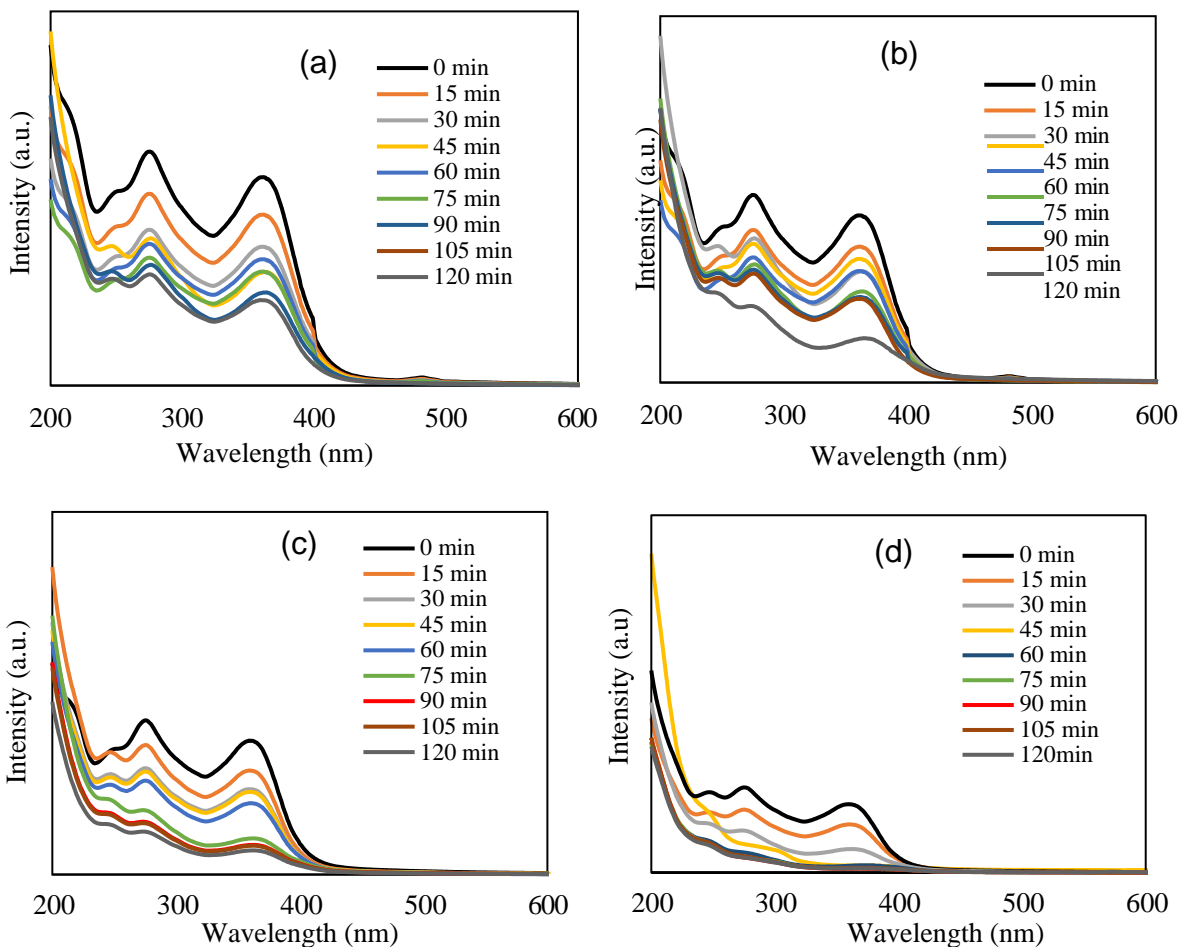 (a)
0 min
15 min
30 min
45 min
60 min
75 min
90 min
105 min
120 min
Intensity (a.u.)
200 300 400 500 600
Wavelength (nm)
(b)
0 min
15 min
30 min
45 min
60 min
75 min
90 min
105 min
120 min
Intensity (a.u.)
200 300 400 500 600
Wavelength (nm)
(c)
0 min
15 min
30 min
45 min
60 min
75 min
90 min
105 min
120 min
Intensity (a.u.)
200 300 400 500 600
Wavelength (nm)
(d)
0 min
15 min
30 min
45 min
60 min
75 min
90 min
105 min
120min
Intensity (a.u)
200 300 400 500 600
Wavelength (nm)